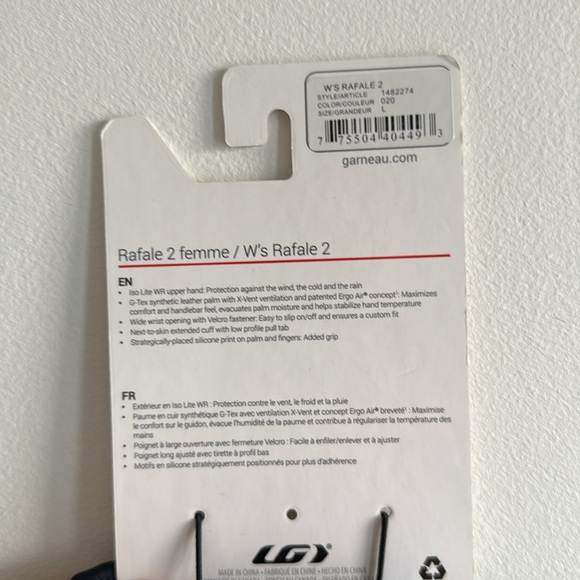 W'S RAFALE 2
STYLE/ARTICLE 1482274
COLOR/COULEUR 020
SIZE/GRANDEUR L
7 75504 40449 3
garneau.com
Rafale 2 femme / W's Rafale 2
EN
• Iso Lite WR upper hand: Protection against the wind, the cold and the rain
• G-Tex synthetic leather palm with X-Vent ventilation and patented Ergo Air® concept¹: Maximizes
comfort and handlebar feel, evacuates palm moisture and helps stabilize hand temperature
• Wide wrist opening with Velcro fastener: Easy to slip on/off and ensures a custom fit
• Next-to-skin extended cuff with low profile pull tab
• Strategically-placed silicone print on palm and fingers: Added grip
FR
• Extérieur en Iso Lite WR : Protection contre le vent, le froid et la pluie
• Paume en cuir synthétique G-Tex avec ventilation X-Vent et concept Ergo Air® breveté¹ : Maximise
le confort sur le guidon, évacue l'humidité de la paume et contribue à régulariser la température des
mains
• Poignet à large ouverture avec fermeture Velcro : Facile à enfiler/enlever et à ajuster
• Poignet long ajusté avec tirette à profil bas
• Motifs en silicone stratégiquement positionnés pour plus d'adhérence
LG
MADE IN CHINA • FABRIQUÉ EN CHINE • HECHO EN CHINA